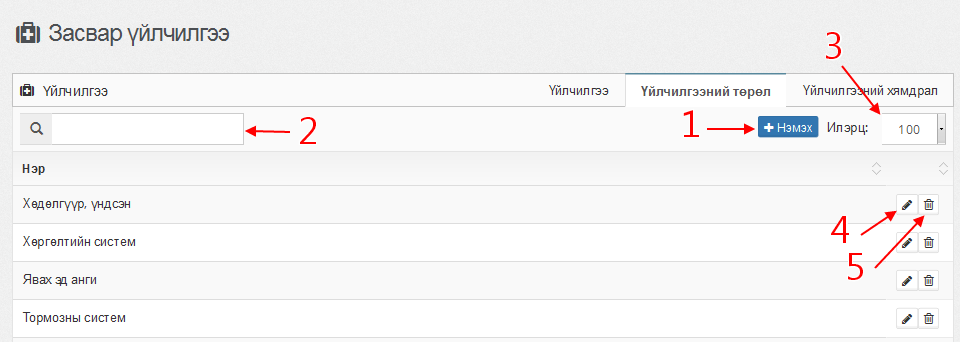 Засвар үйлчилгээ
3
Үйлчилгээ Үйлчилгээ Үйлчилгээний төрөл Үйлчилгээний хямдрал
2 1 Нэмэх Илэрц: 100
Нэр
Хөдөлгүүр, үндсэн
4
Хөргөлтийн систем
5
Явах эд анги
Тормозны систем